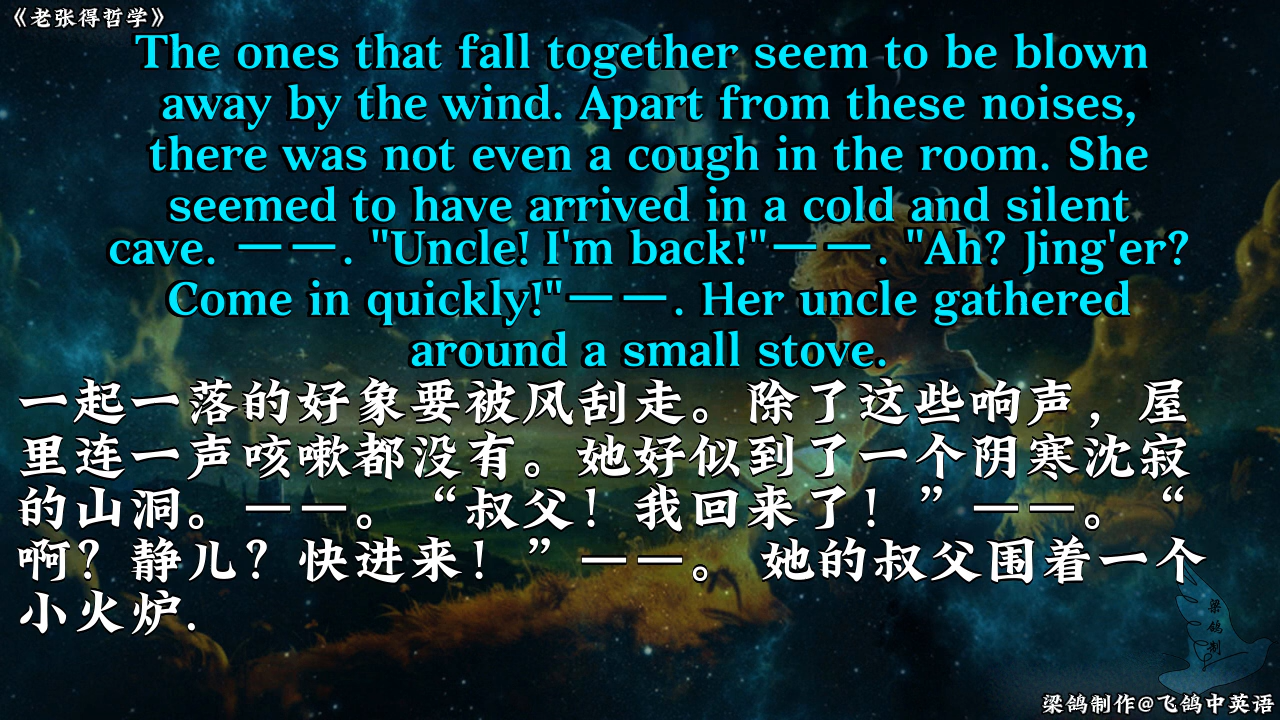 《老张得哲学》
The ones that fall together seem to be blown
away by the wind. Apart from these noises,
there was not even a cough in the room. She
seemed to have arrived in a cold and silent
cave. ——. "Uncle! I'm back!"——. "Ah? Jing'er?
Come in quickly!"——. Her uncle gathered
around a small stove.
一起一落的好象要被风刮走。除了这些响声，屋
里连一声咳嗽都没有。她好似到了一个阴寒沈寂
的山洞。——。“叔父！我回来了！”——。“
啊？静儿？快进来！”——。她的叔父围着一个
小火炉.
梁鸽制
梁鸽制作@飞鸽中英语